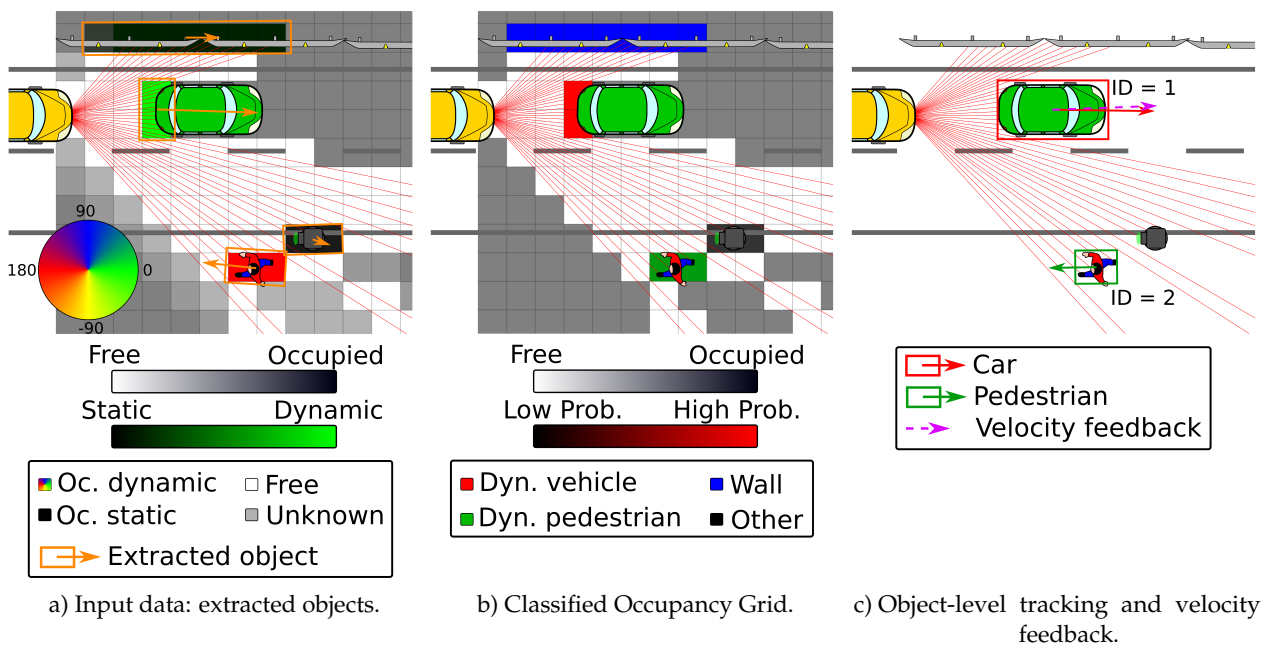 90
180
0
-90
Free Occupied
Static Dynamic
Oc. dynamic Free
Oc. static Unknown
Extracted object
a) Input data: extracted objects.
Free Occupied
Low Prob. High Prob.
Dyn. vehicle Wall
Dyn. pedestrian Other
b) Classified Occupancy Grid.
ID = 1
ID = 2
Car
Pedestrian
Velocity feedback
c) Object-level tracking and velocity
feedback.